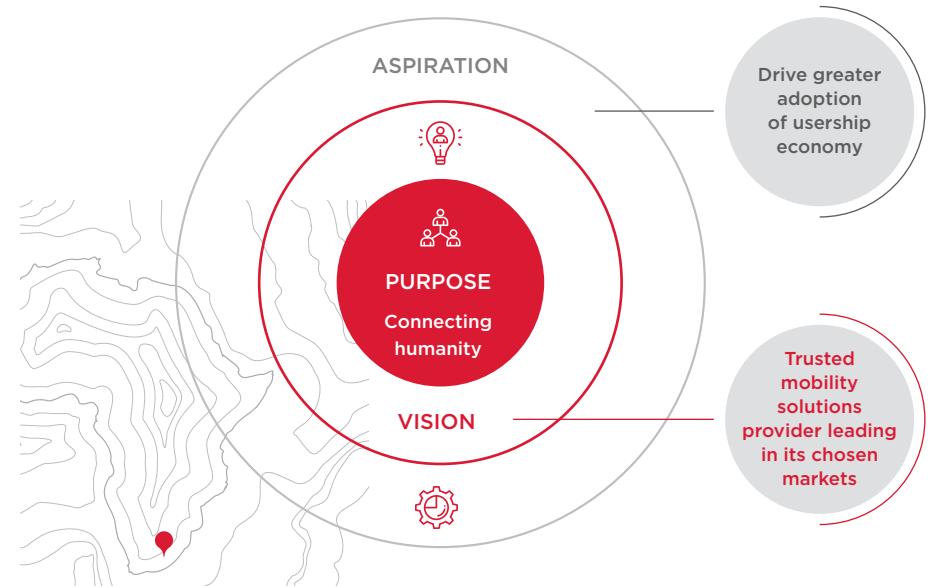 ASPIRATION
Drive greater
adoption
of usership
economy
PURPOSE
Connecting
humanity
VISION
Trusted
mobility
solutions
provider leading
in its chosen
markets